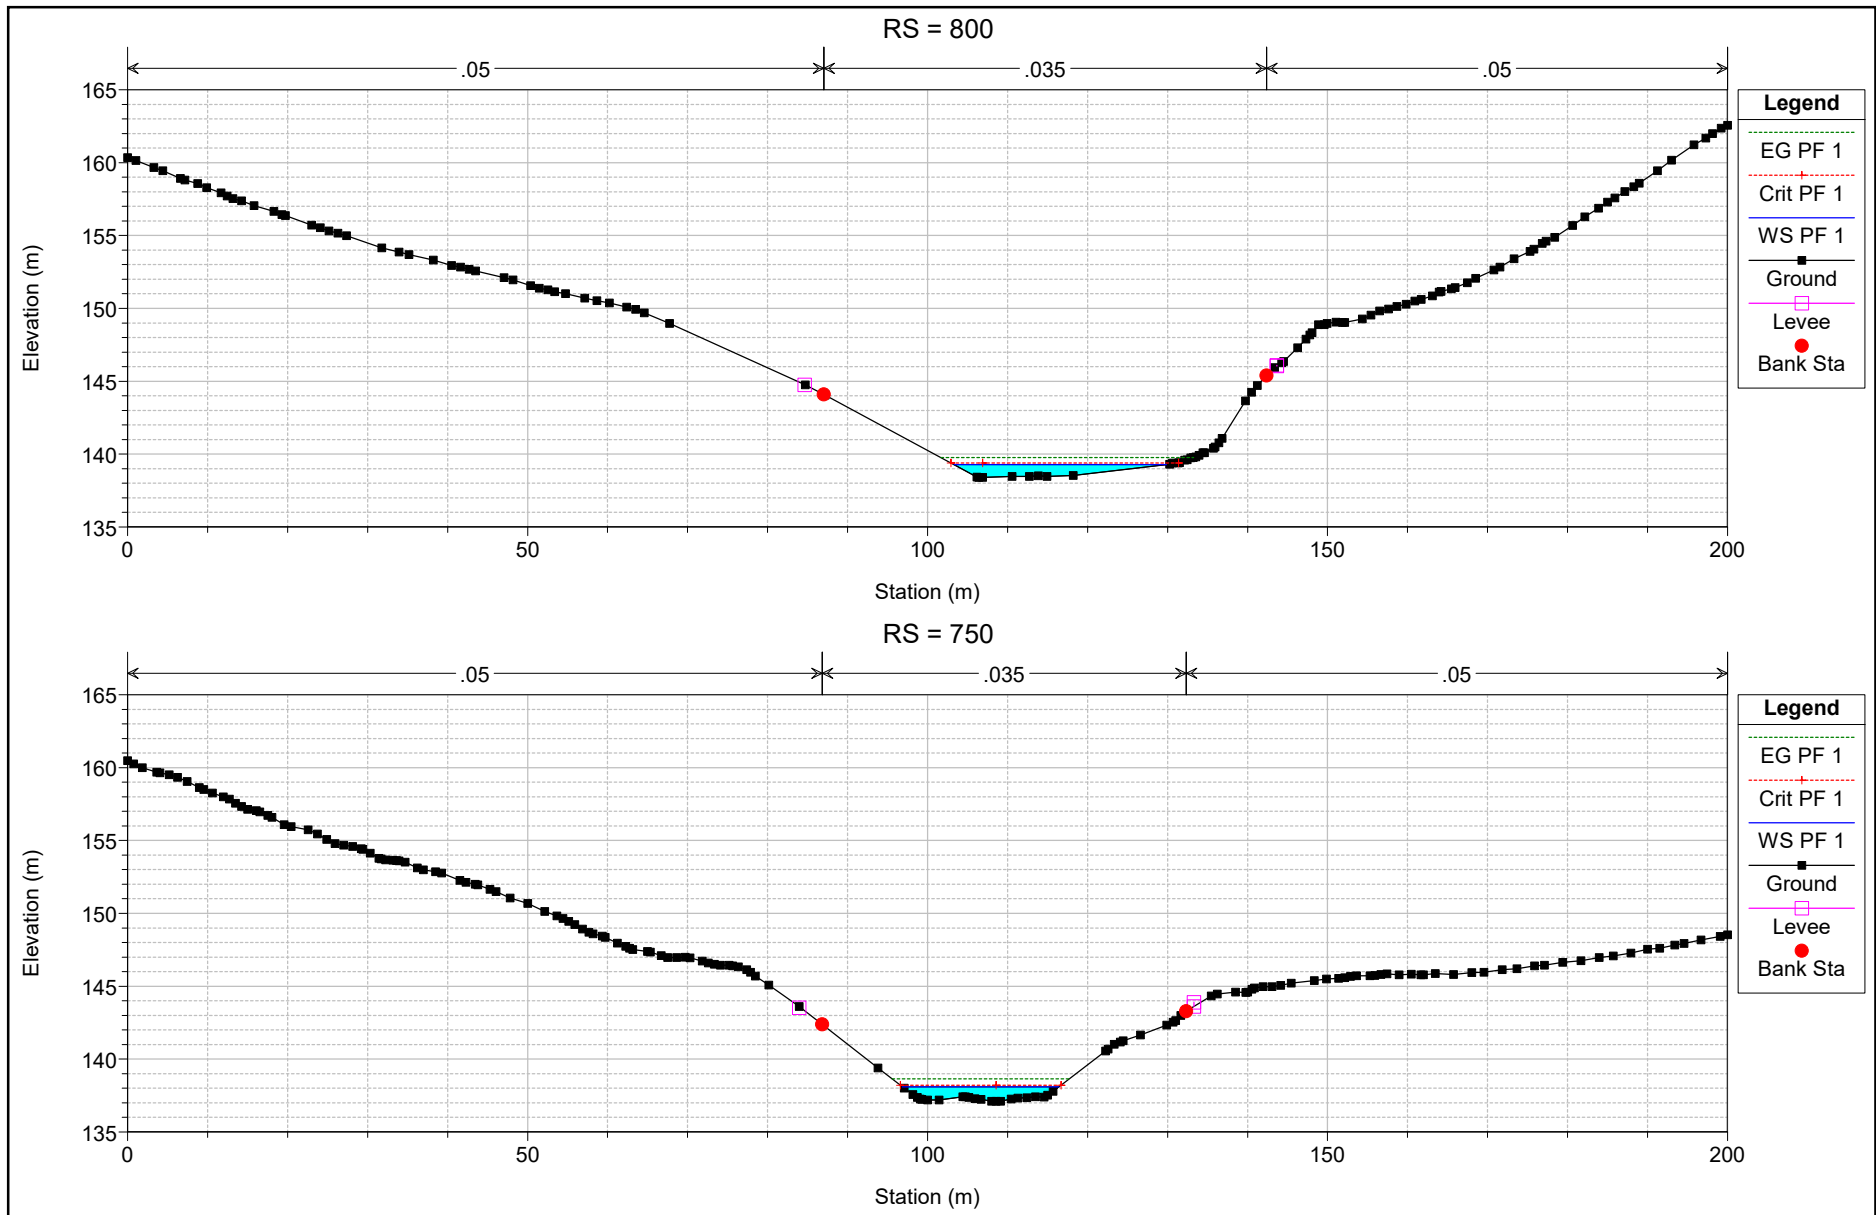 RS = 800
.05 .035 .05
165
160
155
150
145
140
135
0 50 100 150 200
Elevation (m)
Station (m)
Legend
EG PF 1
Crit PF 1
WS PF 1
Ground
Levee
Bank Sta
RS = 750
.05 .035 .05
165
160
155
150
145
140
135
0 50 100 150 200
Elevation (m)
Station (m)
Legend
EG PF 1
Crit PF 1
WS PF 1
Ground
Levee
Bank Sta